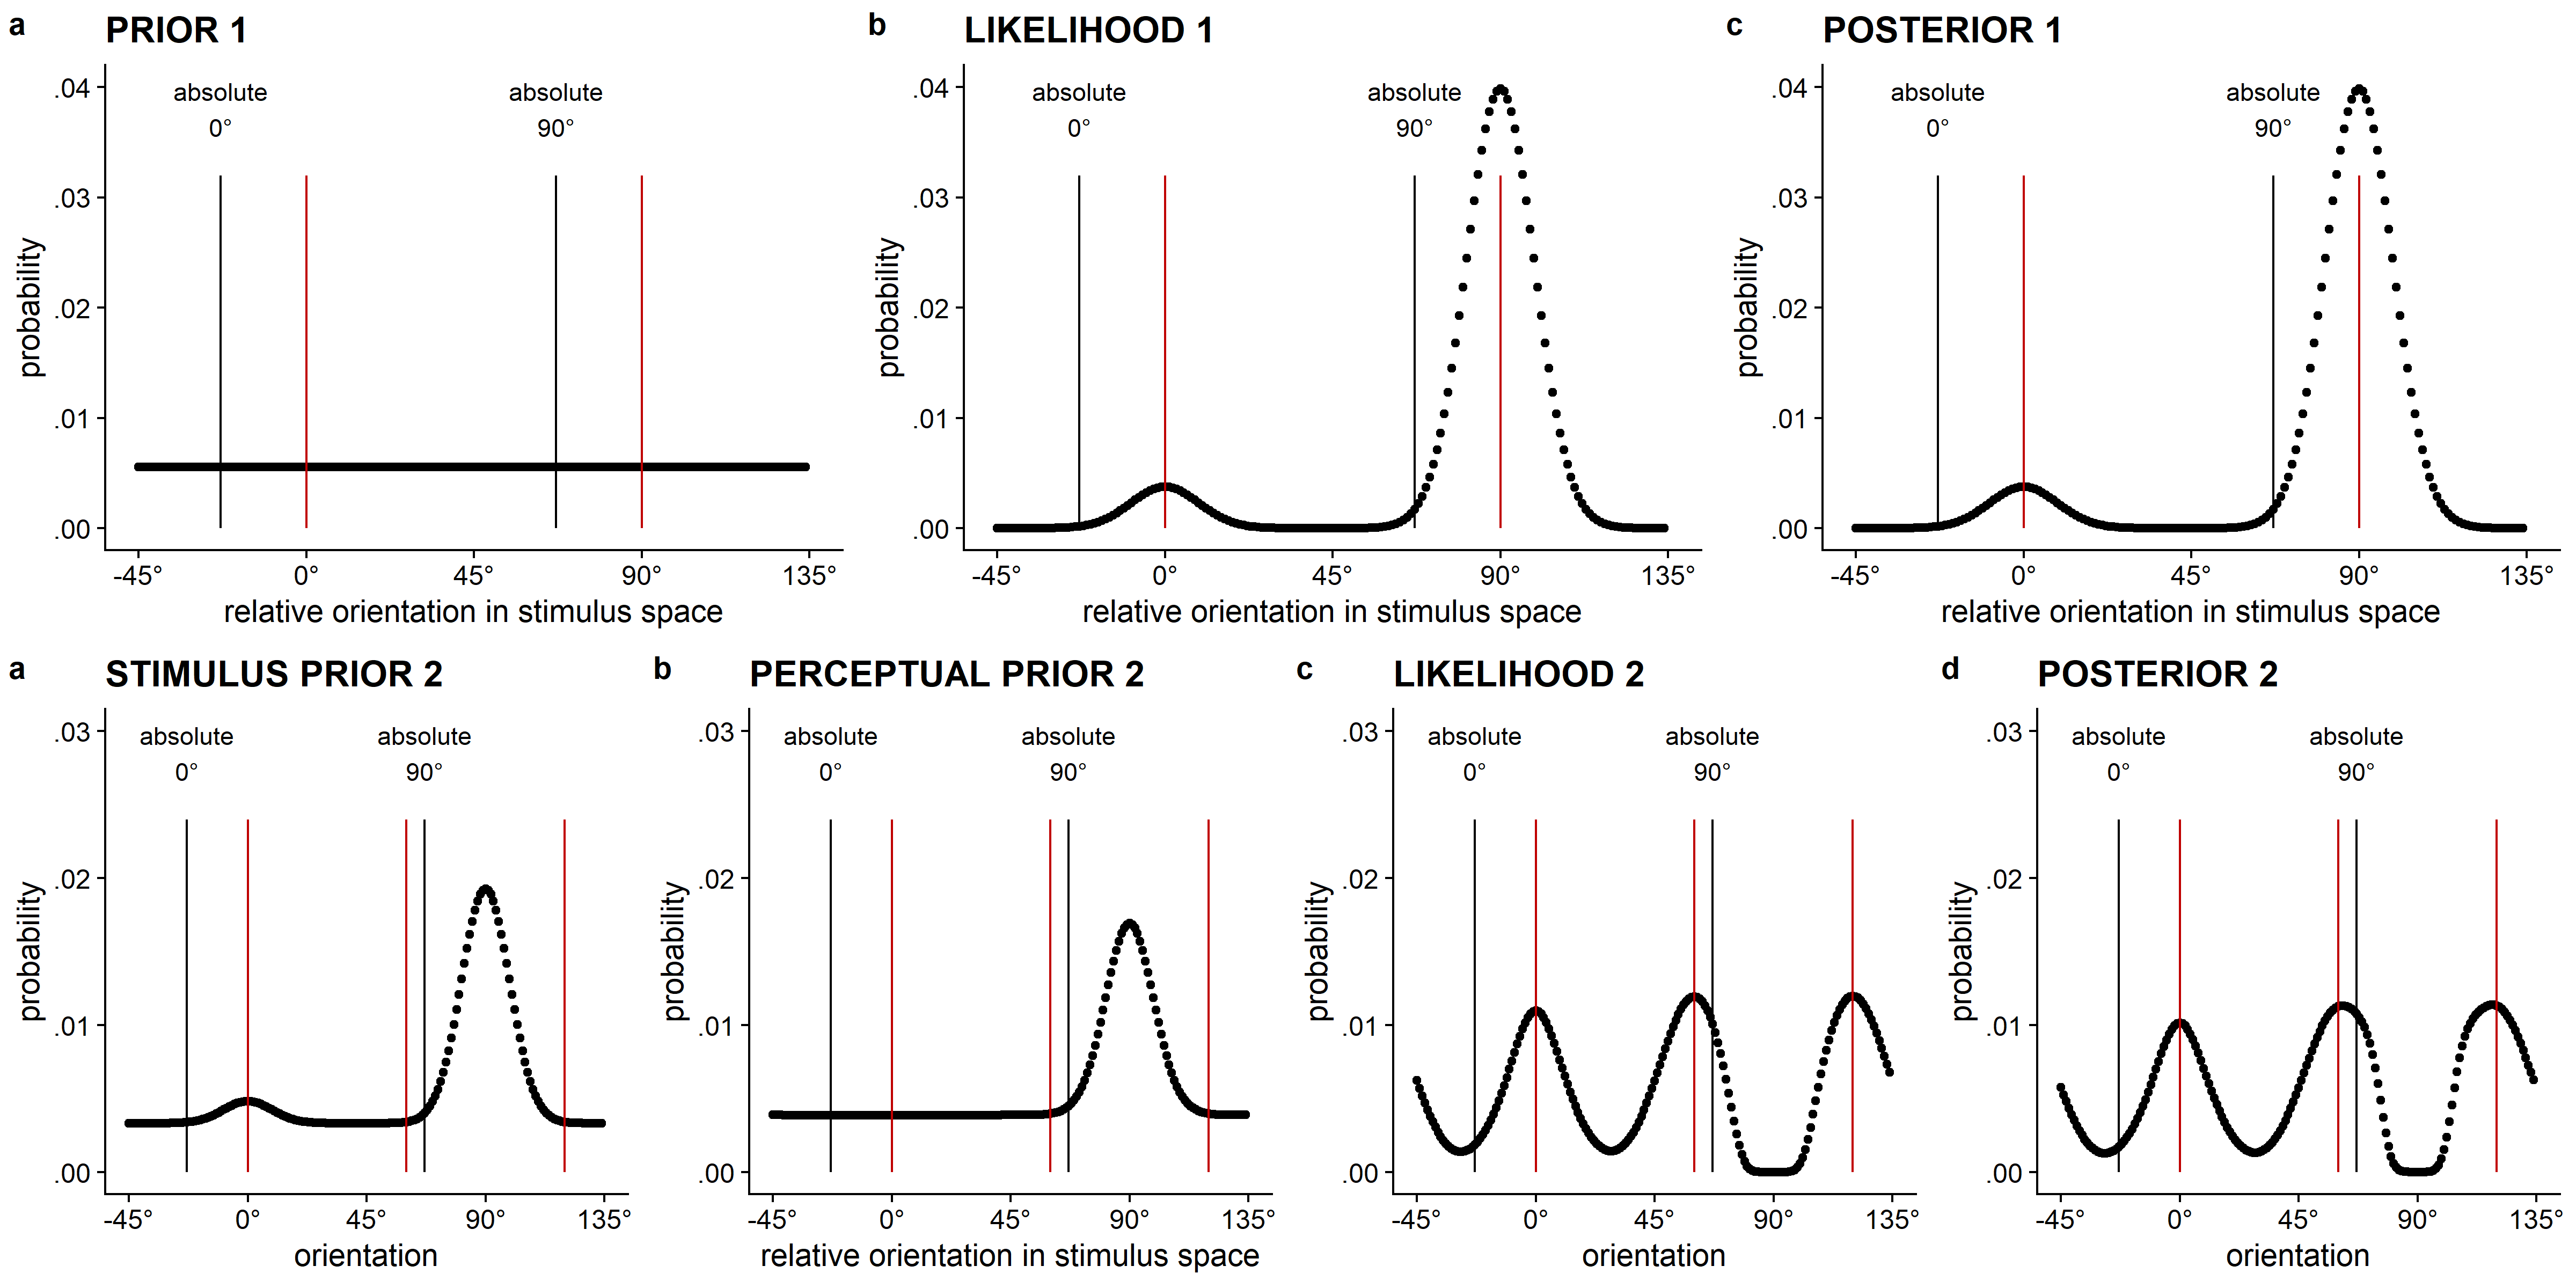 a PRIOR 1
.04
.03
.02
.01
.00
probability
absolute
0°
absolute
90°
-45° 0° 45° 90° 135°
relative orientation in stimulus space
b LIKELIHOOD 1
.04
.03
.02
.01
.00
probability
absolute
0°
absolute
90°
-45° 0° 45° 90° 135°
relative orientation in stimulus space
c POSTERIOR 1
.04
.03
.02
.01
.00
probability
absolute
0°
absolute
90°
-45° 0° 45° 90° 135°
relative orientation in stimulus space
a STIMULUS PRIOR 2
.03
.02
.01
.00
probability
absolute
0°
absolute
90°
-45° 0° 45° 90° 135°
orientation
b PERCEPTUAL PRIOR 2
.03
.02
.01
.00
probability
absolute
0°
absolute
90°
-45° 0° 45° 90° 135°
relative orientation in stimulus space
c LIKELIHOOD 2
.03
.02
.01
.00
probability
absolute
0°
absolute
90°
-45° 0° 45° 90° 135°
orientation
d POSTERIOR 2
.03
.02
.01
.00
probability
absolute
0°
absolute
90°
-45° 0° 45° 90° 135°
orientation